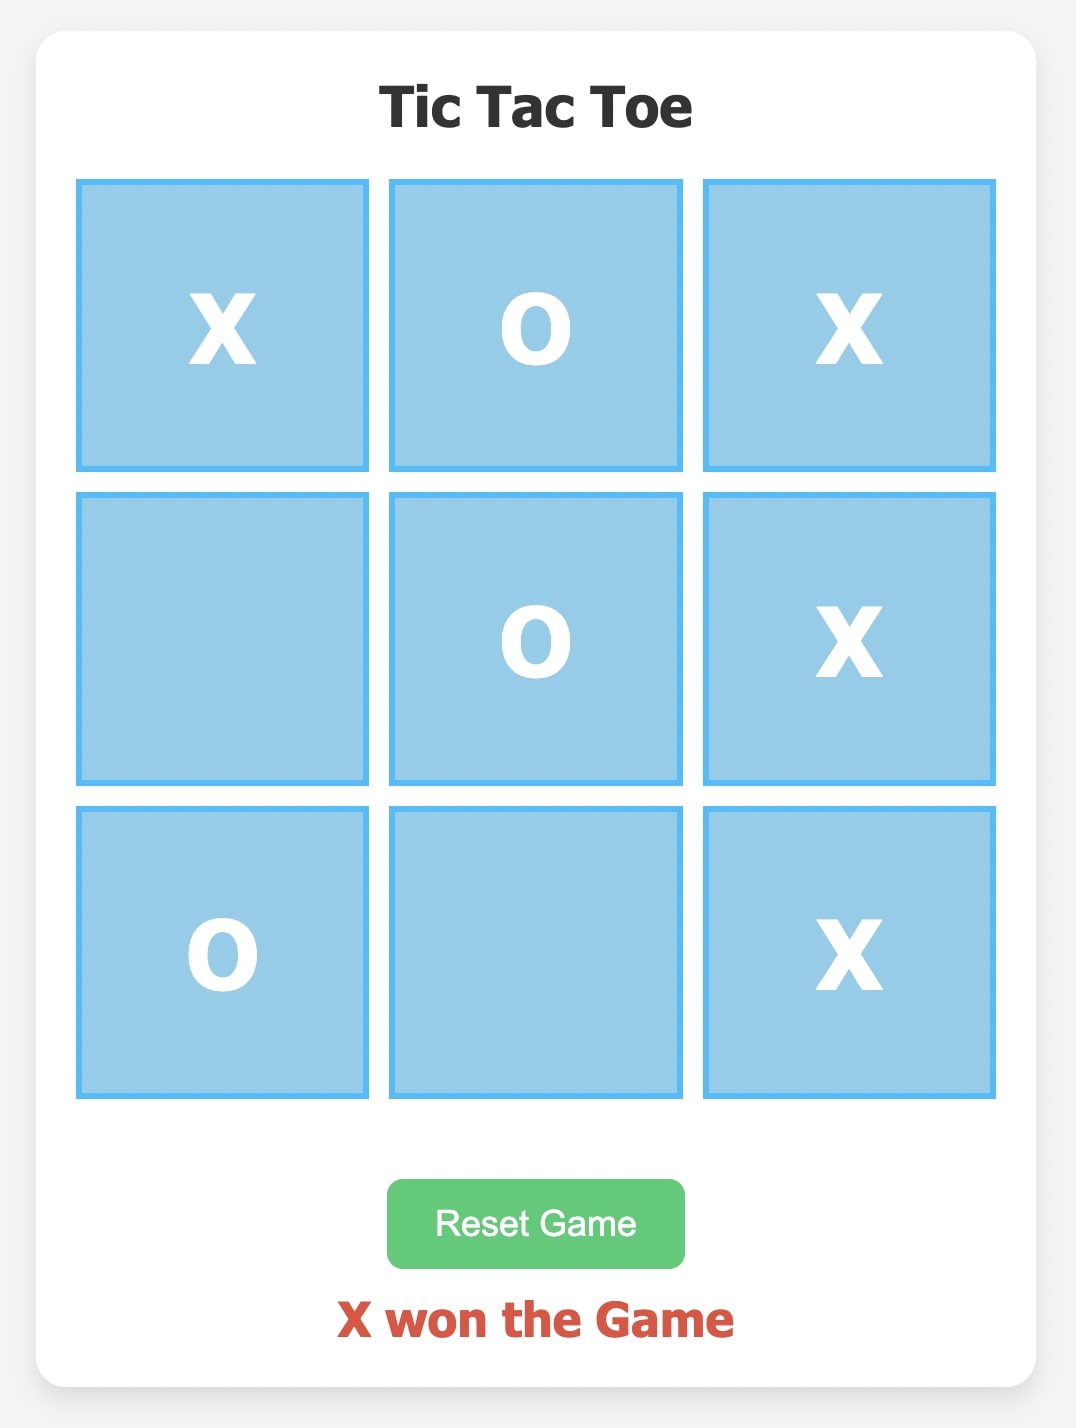 Tic Tac Toe
X O X
O X
O X
Reset Game
X won the Game